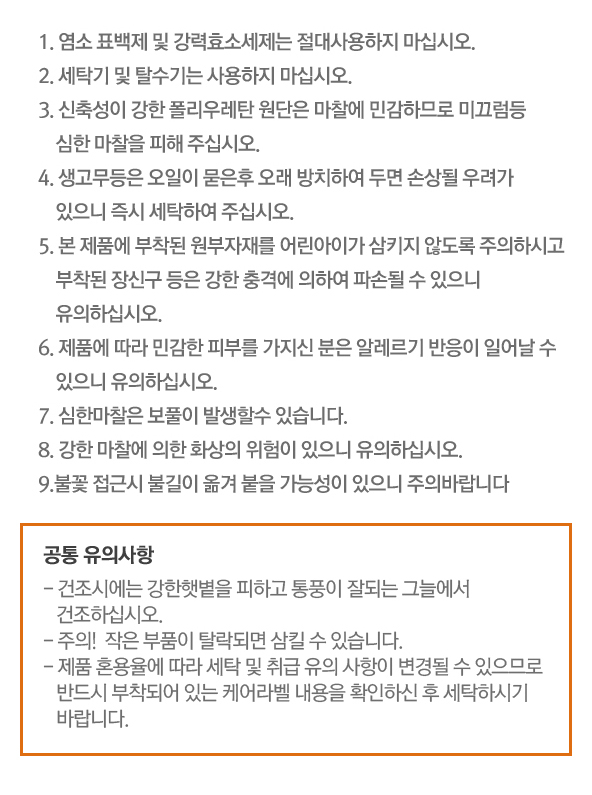 1. 염소 표백제 및 강력효소세제는 절대사용하지 마십시오.
2. 세탁기 및 탈수기는 사용하지 마십시오.
3. 신축성이 강한 폴리우레탄 원단은 마찰에 민감하므로 미끄럼등
심한 마찰을 피해 주십시오.
4. 생고무등은 오일이 묻은후 오래 방치하여 두면 손상될 우려가
있으니 즉시 세탁하여 주십시오.
5. 본 제품에 부착된 원부자재를 어린아이가 삼키지 않도록 주의하시고
부착된 장신구 등은 강한 충격에 의하여 파손될 수 있으니
유의하십시오.
6. 제품에 따라 민감한 피부를 가지신 분은 알레르기 반응이 일어날 수
있으니 유의하십시오.
7. 심한마찰은 보풀이 발생할수 있습니다.
8. 강한 마찰에 의한 화상의 위험이 있으니 유의하십시오.
9.불꽃 접근시 불길이 옮겨 붙을 가능성이 있으니 주의바랍니다
공통 유의사항
- 건조시에는 강한햇볕을 피하고 통풍이 잘되는 그늘에서
건조하십시오.
- 주의! 작은 부품이 탈락되면 삼킬 수 있습니다.
- 제품 혼용율에 따라 세탁 및 취급 유의 사항이 변경될 수 있으므로
반드시 부착되어 있는 케어라벨 내용을 확인하신 후 세탁하시기
바랍니다.